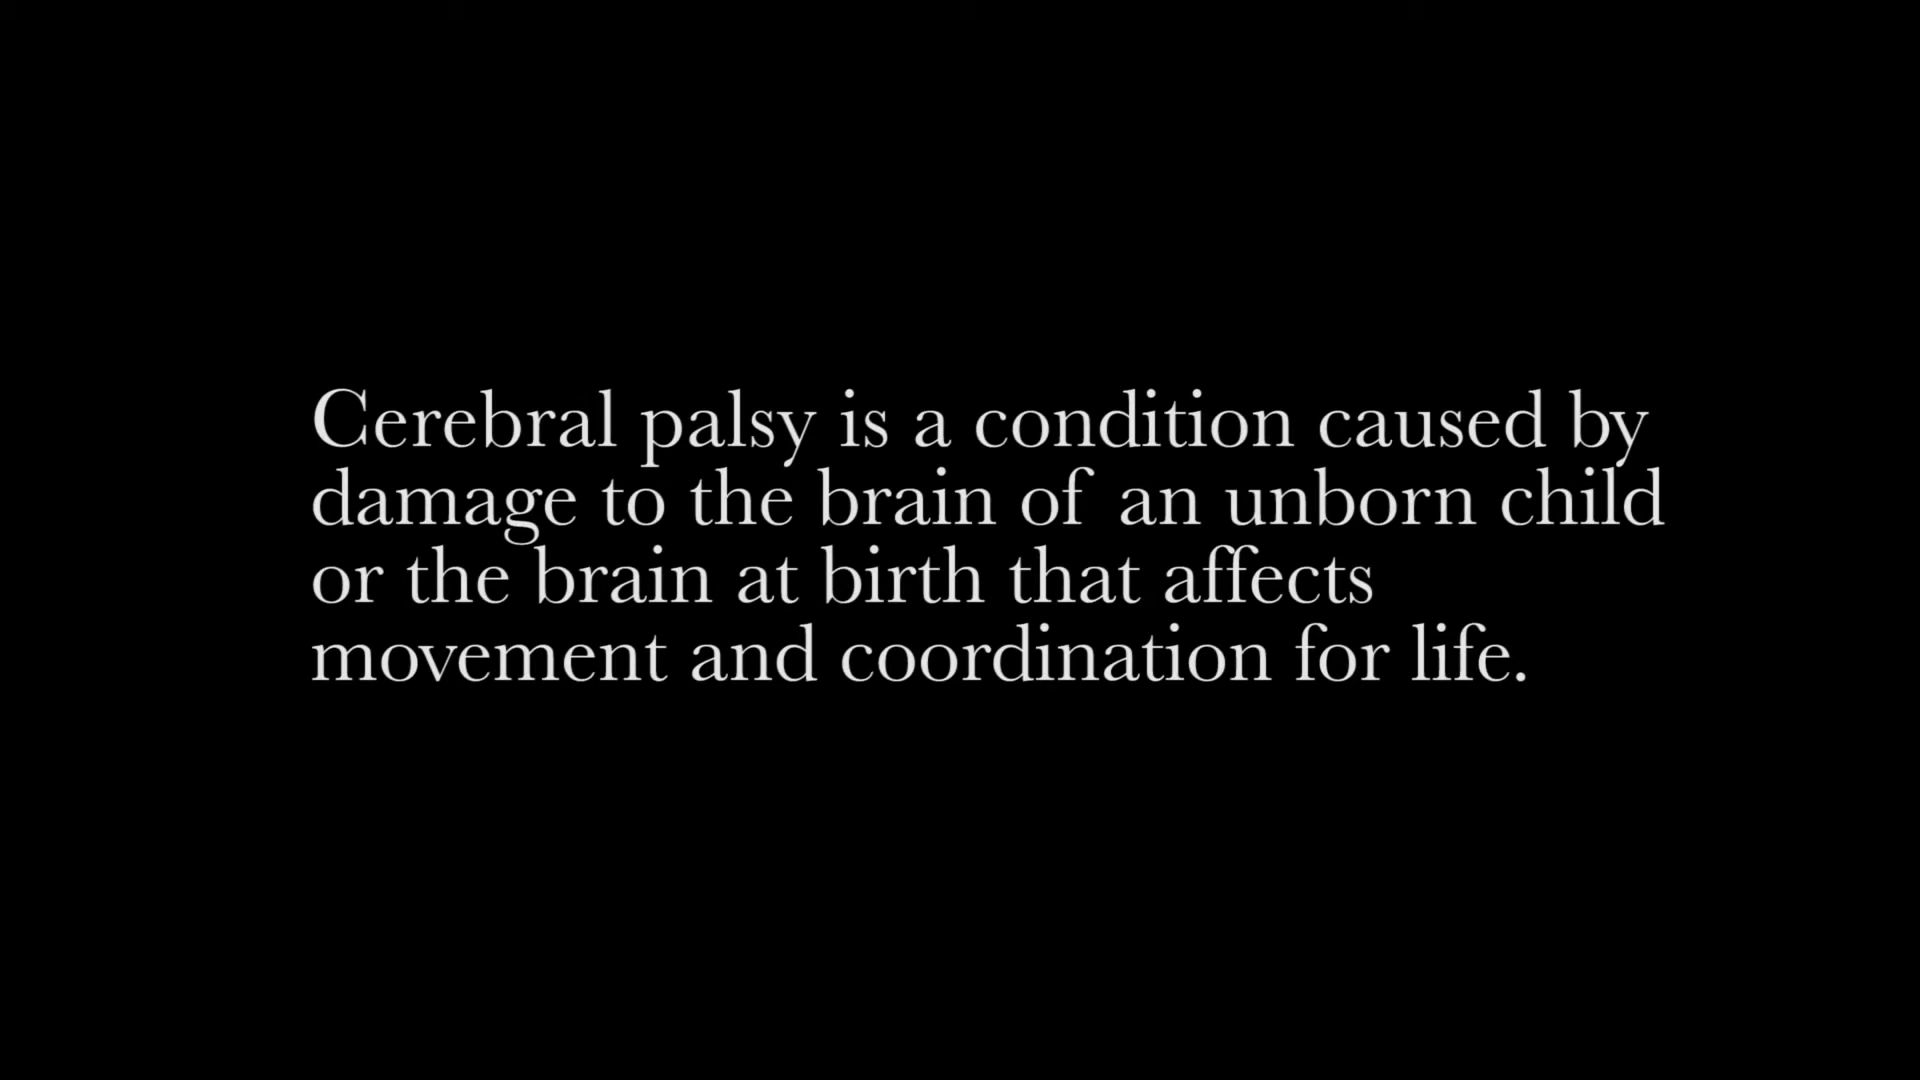 Cerebral palsy is a condition caused by
damage to the brain of an unborn child
or the brain at birth that affects
movement and coordination for life.